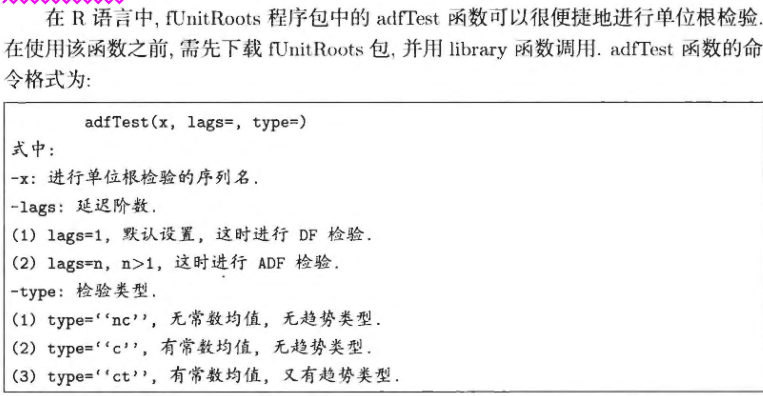 在 R 语言中, fUnitRoots 程序包中的 adfTest 函数可以很便捷地进行单位根检验.
在使用该函数之前, 需先下载 fUnitRoots 包, 并用 library 函数调用. adfTest 函数的命
令格式为:
adfTest(x, lags=, type=)
式中:
-x: 进行单位根检验的序列名.
-lags: 延迟阶数.
(1) lags=1, 默认设置, 这时进行 DF 检验.
(2) lags=n, n>1, 这时进行 ADF 检验.
-type: 检验类型.
(1) type=‘‘nc’’, 无常数均值, 无趋势类型.
(2) type=‘‘c’’, 有常数均值, 无趋势类型.
(3) type=‘‘ct’’, 有常数均值, 又有趋势类型.